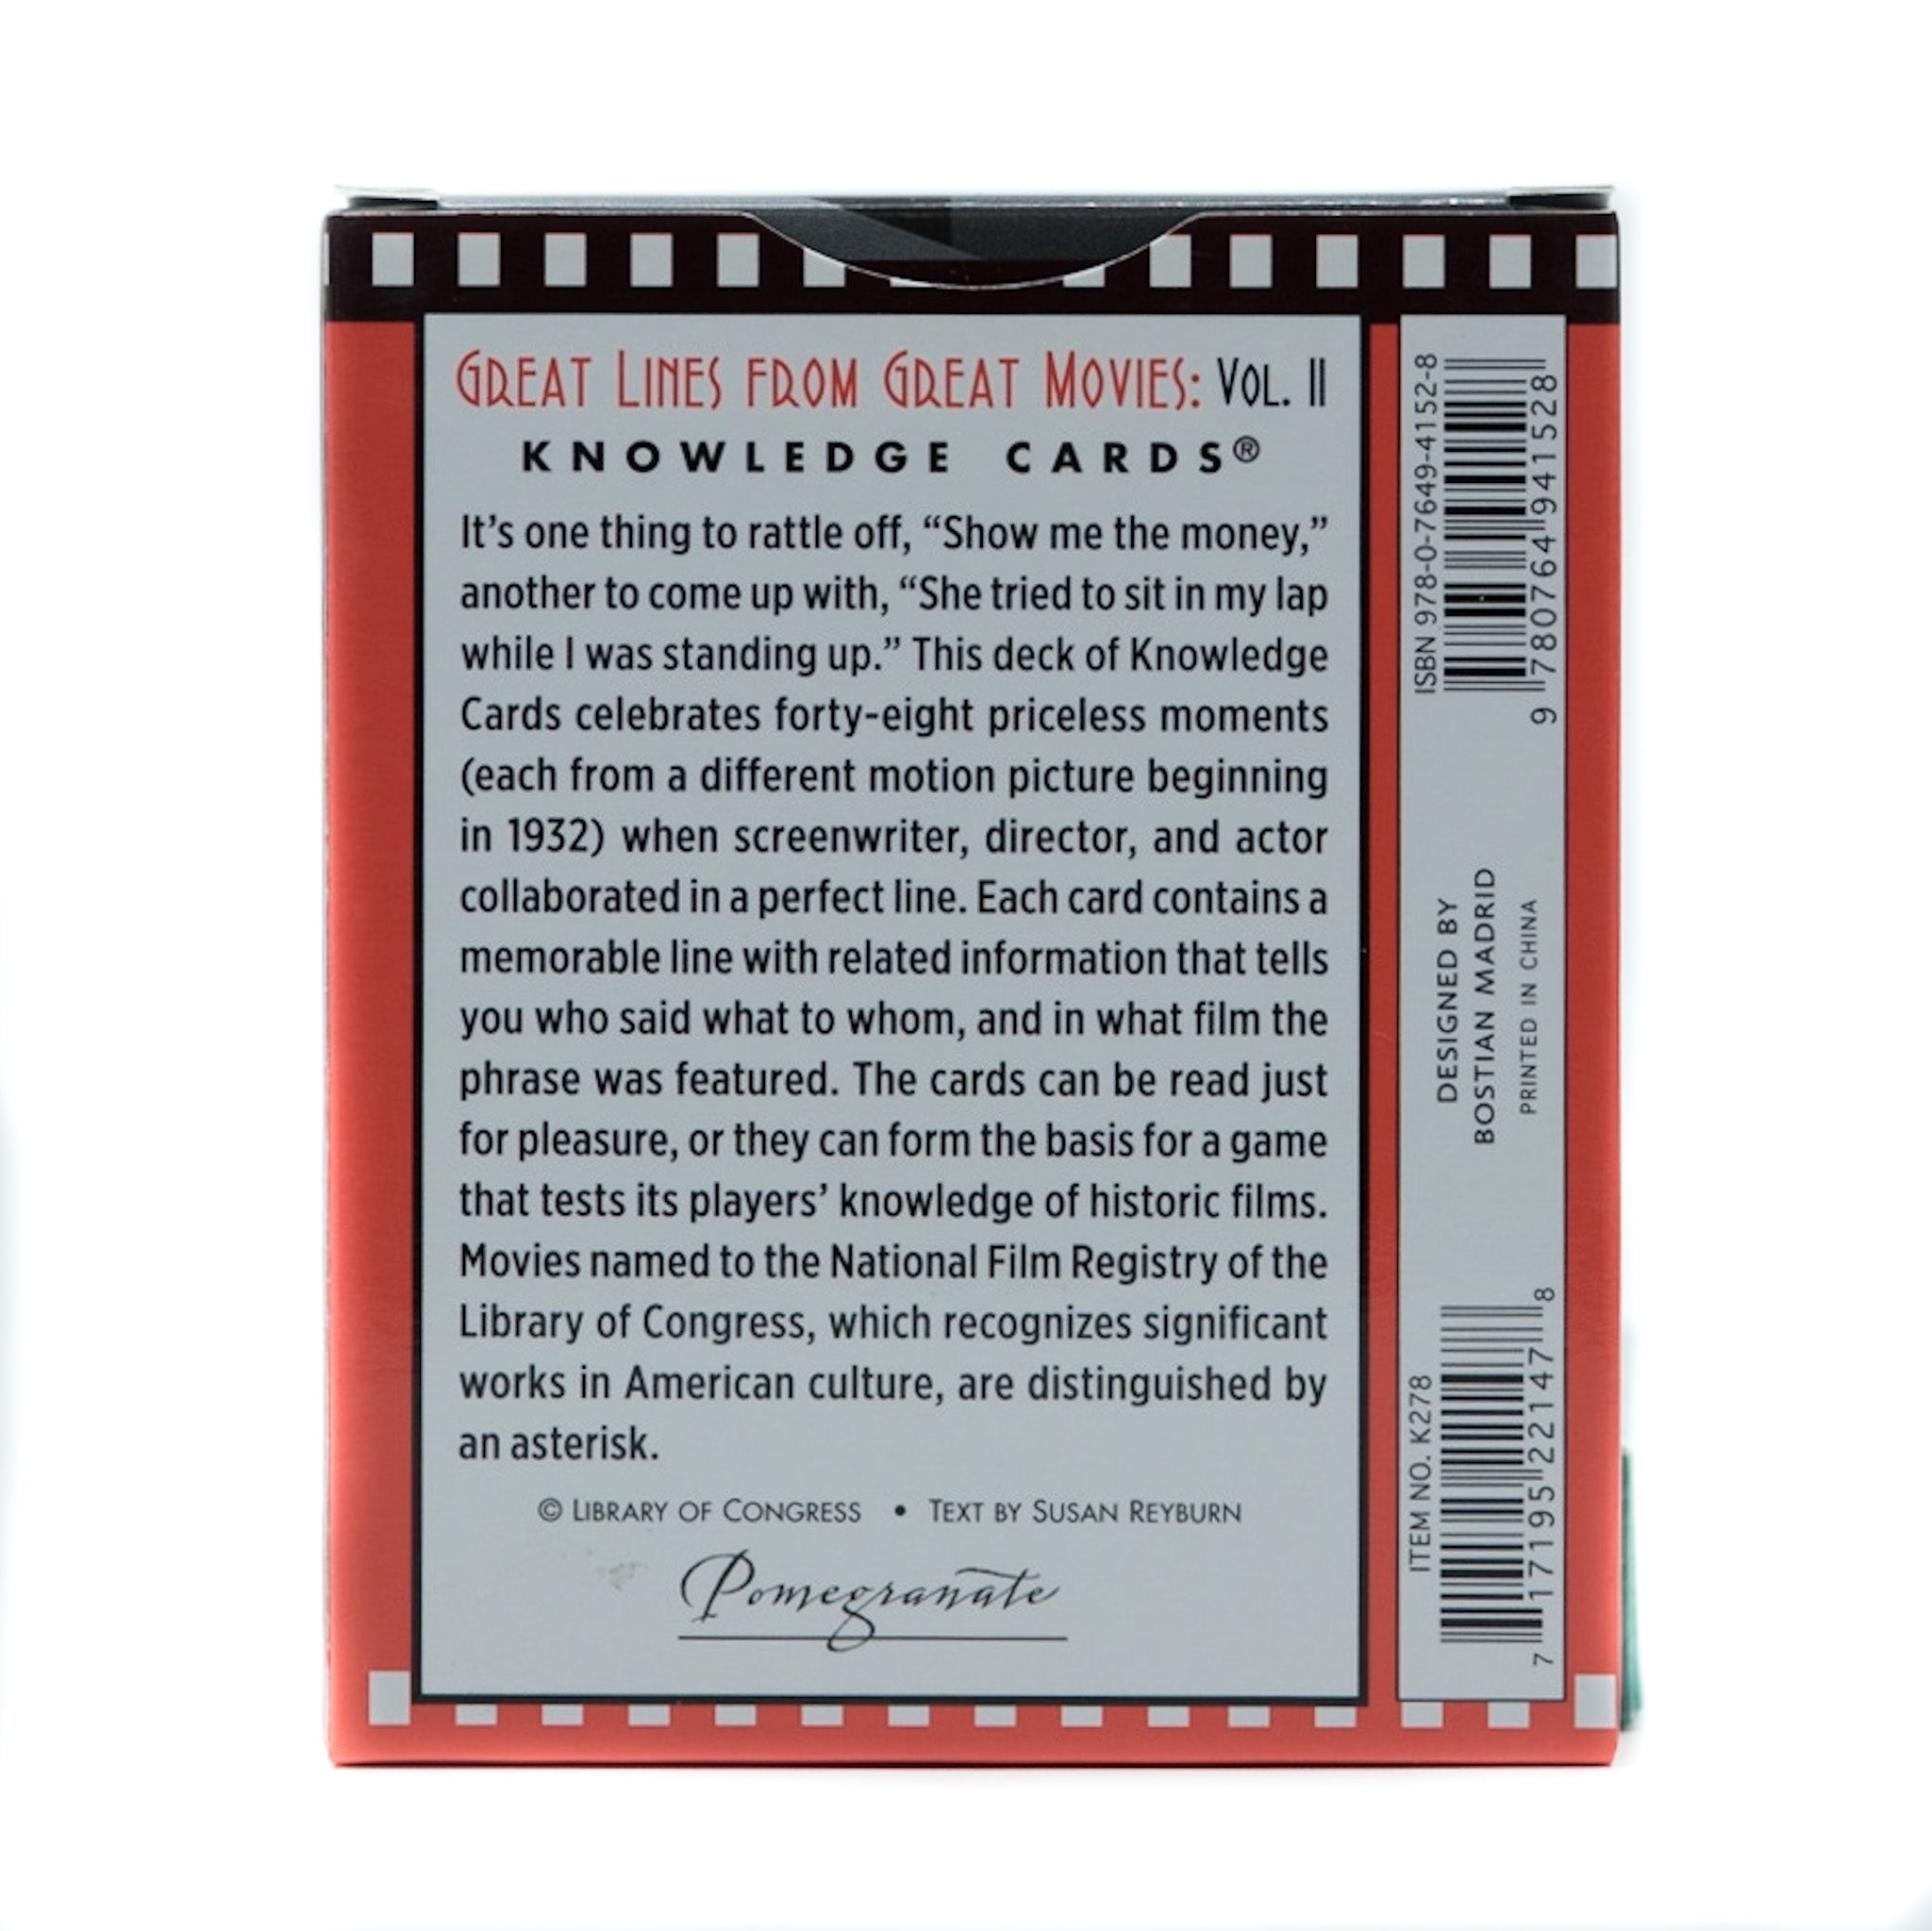 GREAT LINES FROM GREAT MOVIES: VOL. II
KNOWLEDGE CARDS®
It’s one thing to rattle off, “Show me the money,”
another to come up with, “She tried to sit in my lap
while I was standing up.” This deck of Knowledge
Cards celebrates forty-eight priceless moments
(each from a different motion picture beginning
in 1932) when screenwriter, director, and actor
collaborated in a perfect line. Each card contains a
memorable line with related information that tells
you who said what to whom, and in what film the
phrase was featured. The cards can be read just
for pleasure, or they can form the basis for a game
that tests its players’ knowledge of historic films.
Movies named to the National Film Registry of the
Library of Congress, which recognizes significant
works in American culture, are distinguished by
an asterisk.
© LIBRARY OF CONGRESS • TEXT BY SUSAN REYBURN
Pomegranate
ISBN 978-0-7649-4152-8
9 780764 941528
DESIGNED BY
BOSTIAN MADRID
PRINTED IN CHINA
ITEM NO. K278
7 17195 22147 8